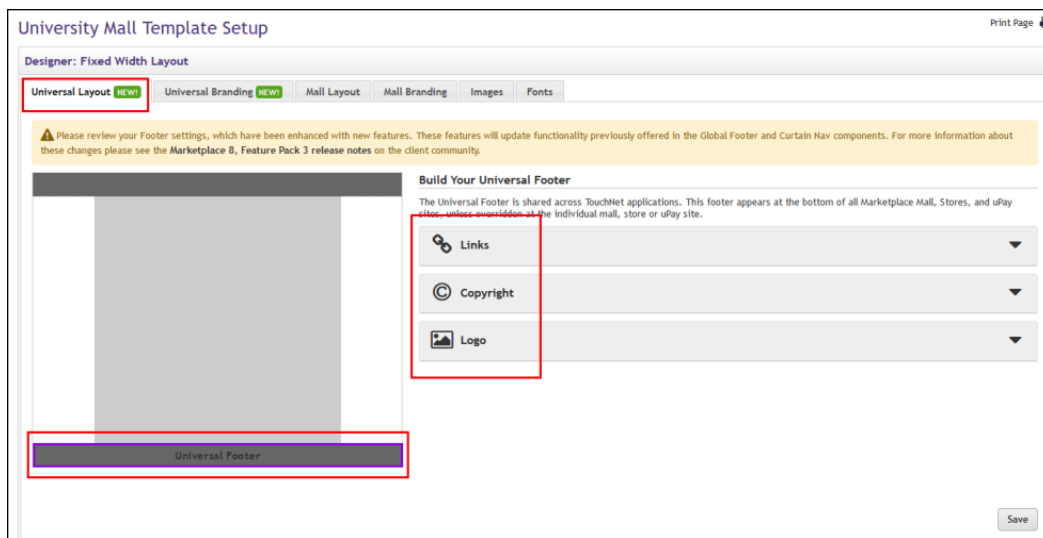 University Mall Template Setup
Print Page
Designer: Fixed Width Layout
Universal Layout NEW!
Universal Branding NEW!
Mall Layout
Mall Branding
Images
Fonts
Please review your Footer settings, which have been enhanced with new features. These features will update functionality previously offered in the Global Footer and Curtain Nav components. For more information about
these changes please see the Marketplace 8, Feature Pack 3 release notes on the client community.
Build Your Universal Footer
The Universal Footer is shared across TouchNet applications. This footer appears at the bottom of all Marketplace Mall, Stores, and uPay
sites, unless overridden at the individual mall, store or uPay site.
Links
Copyright
Logo
Universal Footer
Save